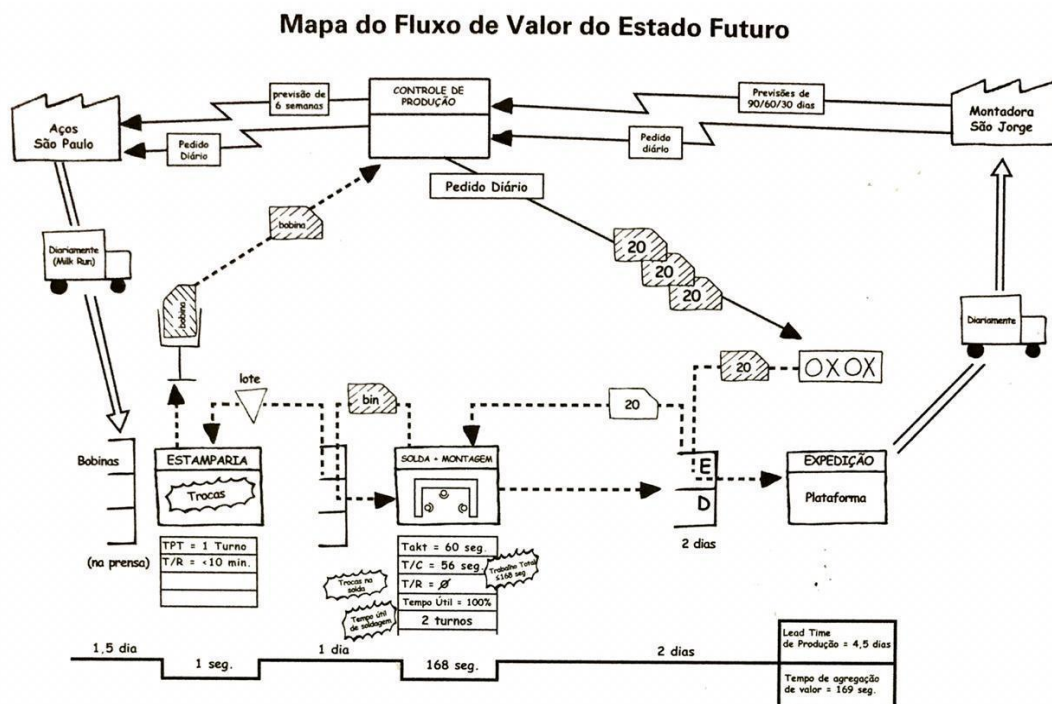 Mapa do Fluxo de Valor do Estado Futuro
Aços
São Paulo
previsão de
6 semanas
Pedido
Diário
CONTROLE DE
PRODUÇÃO
Previsões de
90/60/30 dias
Pedido
diário
Montadora
São Jorge
Pedido Diário
Diariamente
(Milk Run)
bobina
bobina
20
20
20
Diariamente
lote
bin
20
20
OXOX
Bobinas
(na prensa)
ESTAMPARIA
Trocas
TPT = 1 Turno
T/R = <10 min.
SOLDA + MONTAGEM
Takt = 60 seg.
T/C = 56 seg.
T/R = Ø
Tempo Útil = 100%
2 turnos
Trabalho Total
≤168 seg
Trocas na
solda
Tempo útil
de soldagem
E
D
2 dias
EXPEDIÇÃO
Plataforma
1,5 dia
1 seg.
1 dia
168 seg.
2 dias
Lead Time
de Produção = 4,5 dias
Tempo de agregação
de valor = 169 seg.